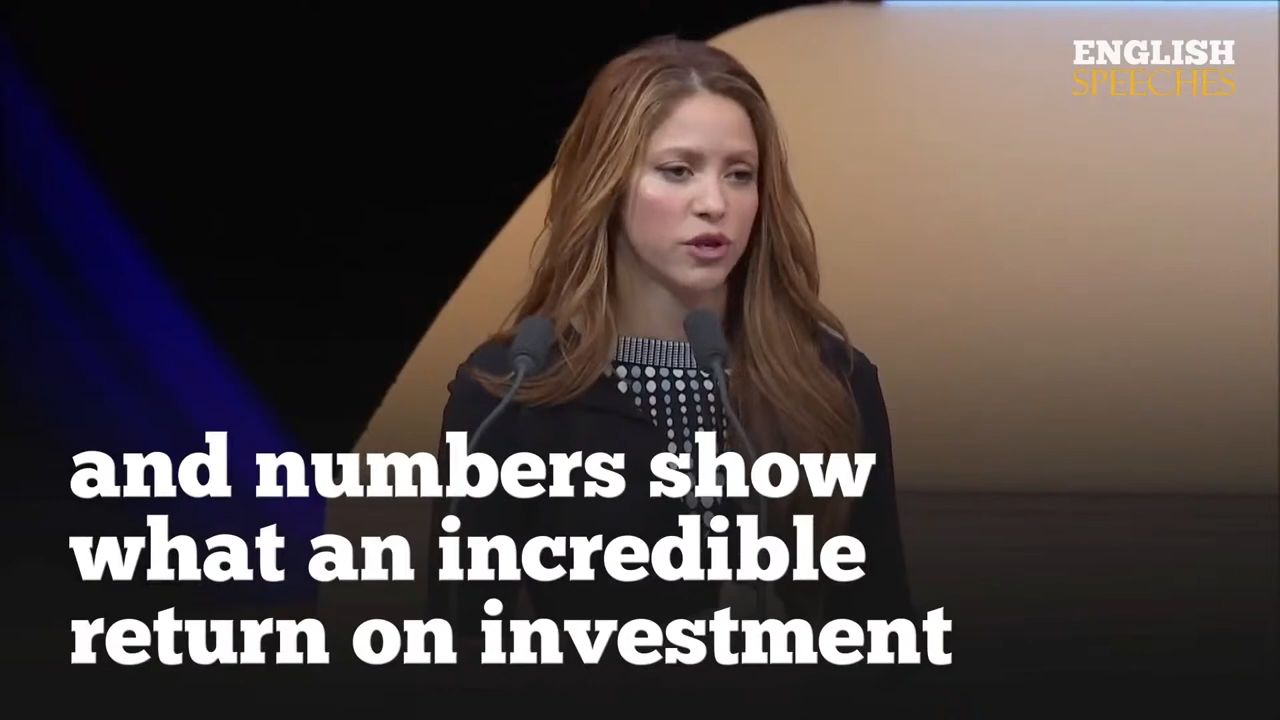 ENGLISH
SPEECHES
and numbers show
what an incredible
return on investment